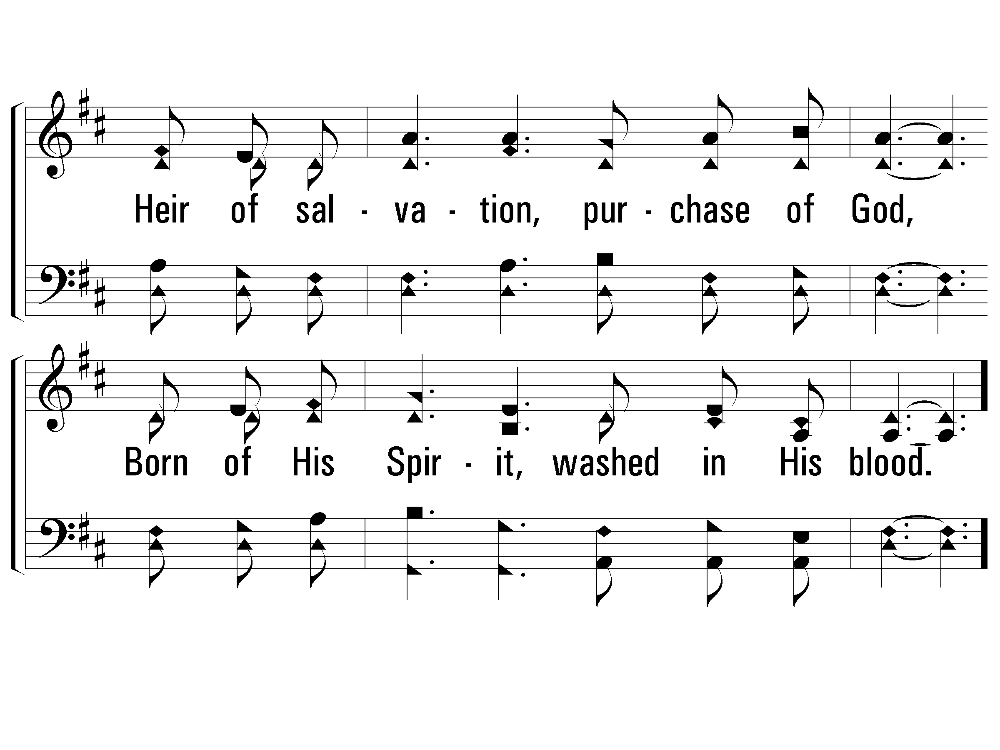 Heir of sal - va - tion, pur - chase of God,
Born of His Spir - it, washed in His blood.